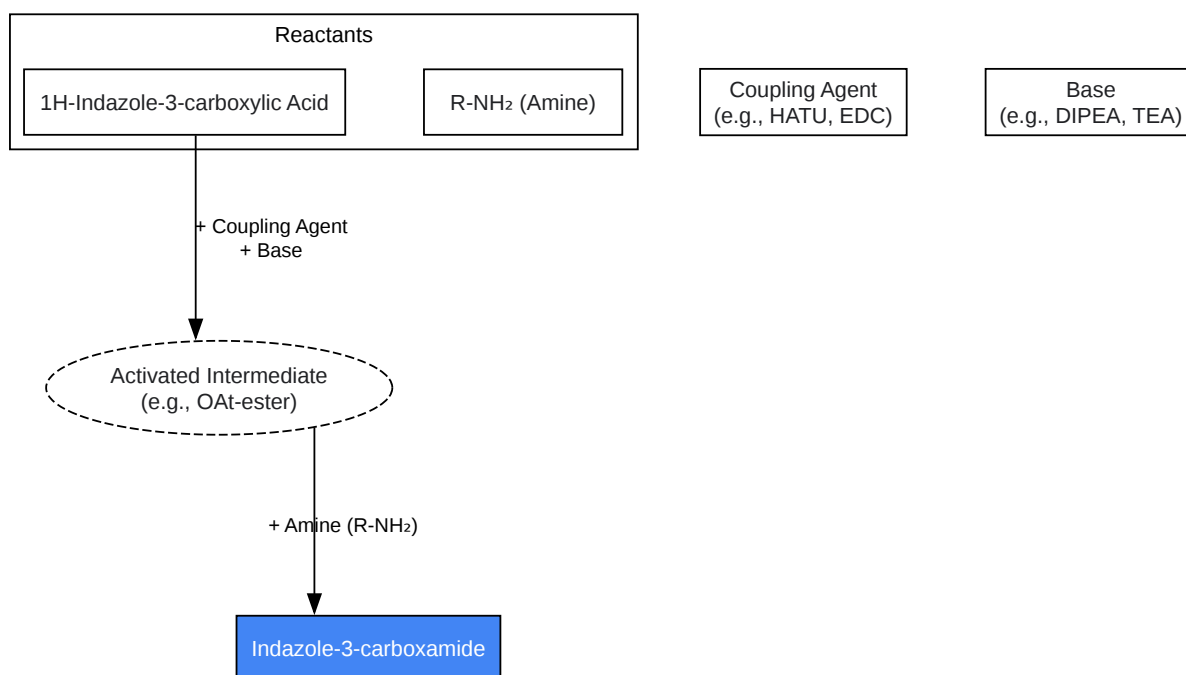 Reactants
1H-Indazole-3-carboxylic Acid
R-NH₂ (Amine)
Coupling Agent
(e.g., HATU, EDC)
Base
(e.g., DIPEA, TEA)
+ Coupling Agent
+ Base
Activated Intermediate
(e.g., OAt-ester)
+ Amine (R-NH₂)
Indazole-3-carboxamide